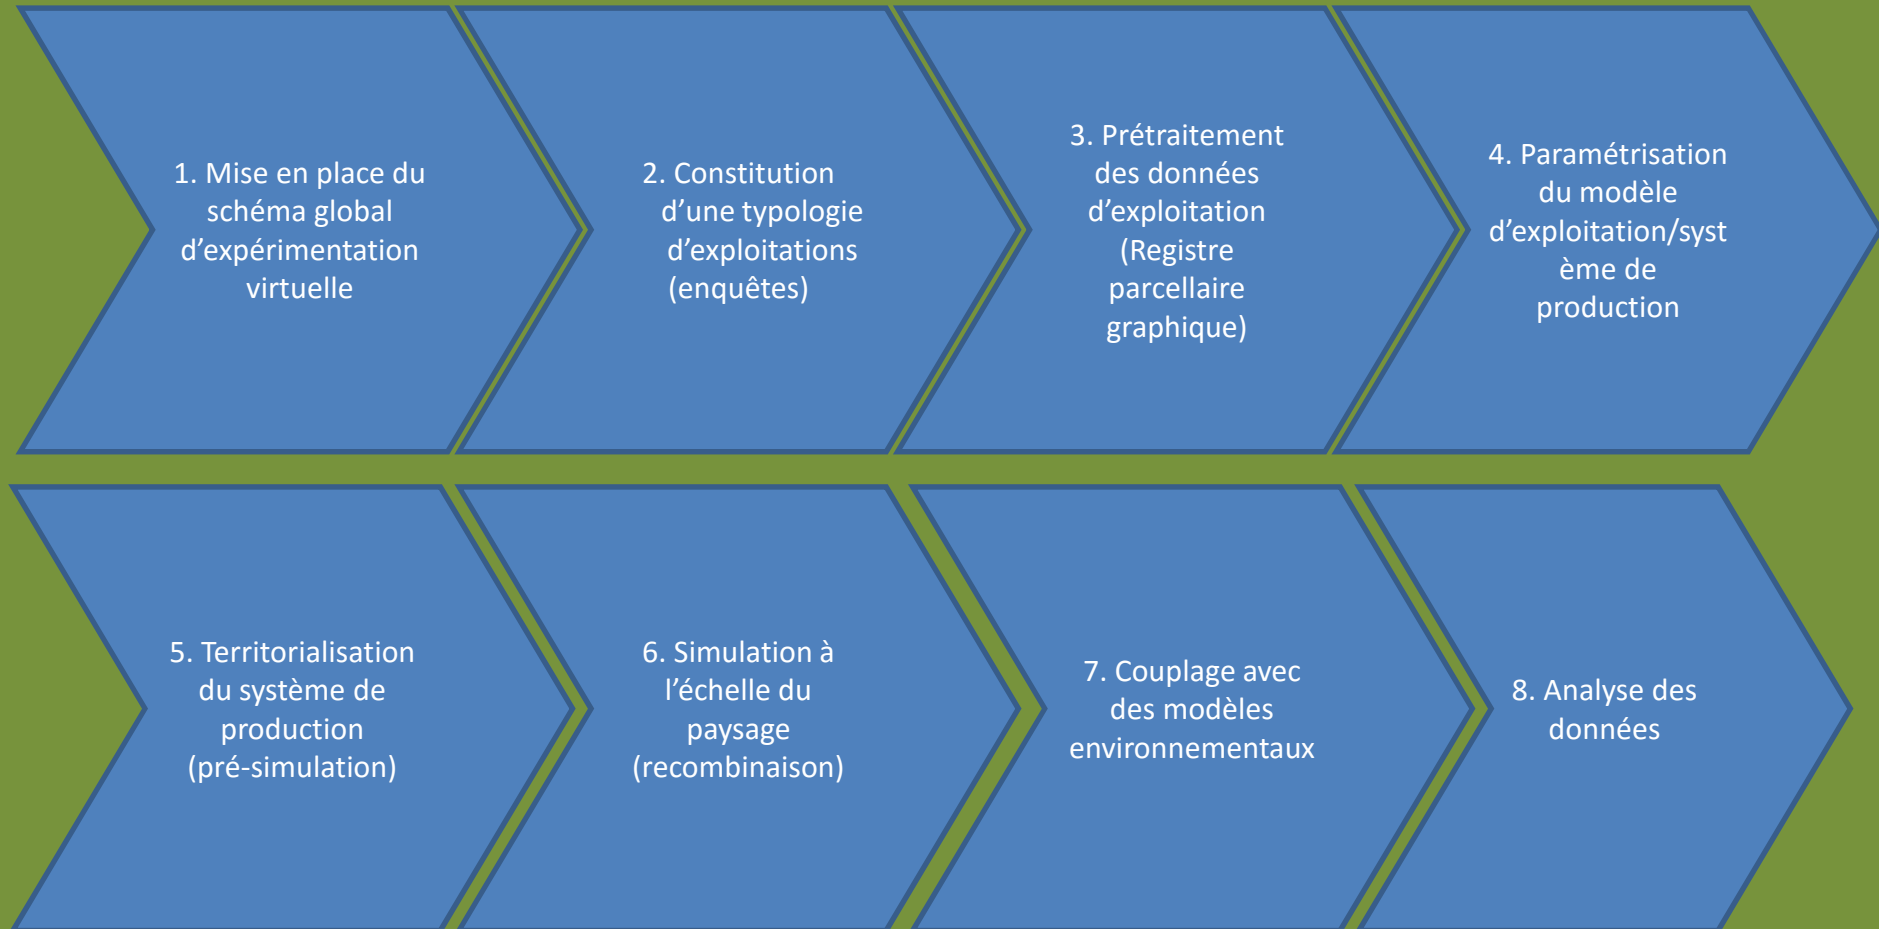 1. Mise en place du
schéma global
d’expérimentation
virtuelle
2. Constitution
d’une typologie
d’exploitations
(enquêtes)
3. Prétraitement
des données
d’exploitation
(Registre
parcellaire
graphique)
4. Paramétrisation
du modèle
d’exploitation/syst
ème de
production
5. Territorialisation
du système de
production
(pré-simulation)
6. Simulation à
l’échelle du
paysage
(recombinaison)
7. Couplage avec
des modèles
environnementaux
8. Analyse des
données